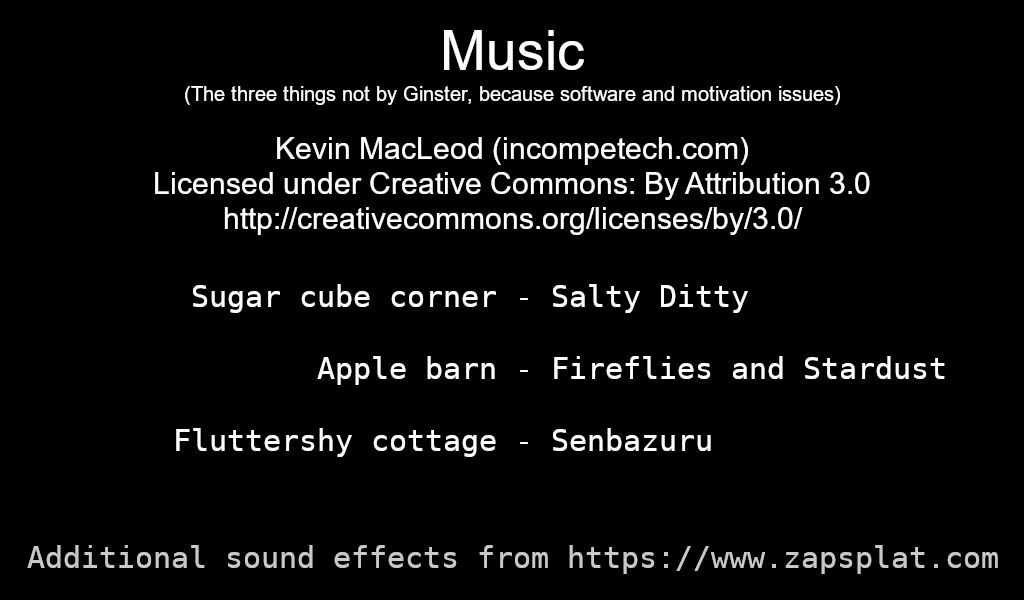 Music
(The three things not by Ginster, because software and motivation issues)
Kevin MacLeod (incompetech.com)
Licensed under Creative Commons: By Attribution 3.0
http://creativecommons.org/licenses/by/3.0/
Sugar cube corner - Salty Ditty
Apple barn - Fireflies and Stardust
Fluttershy cottage - Senbazuru
Additional sound effects from https://www.zapsplat.com